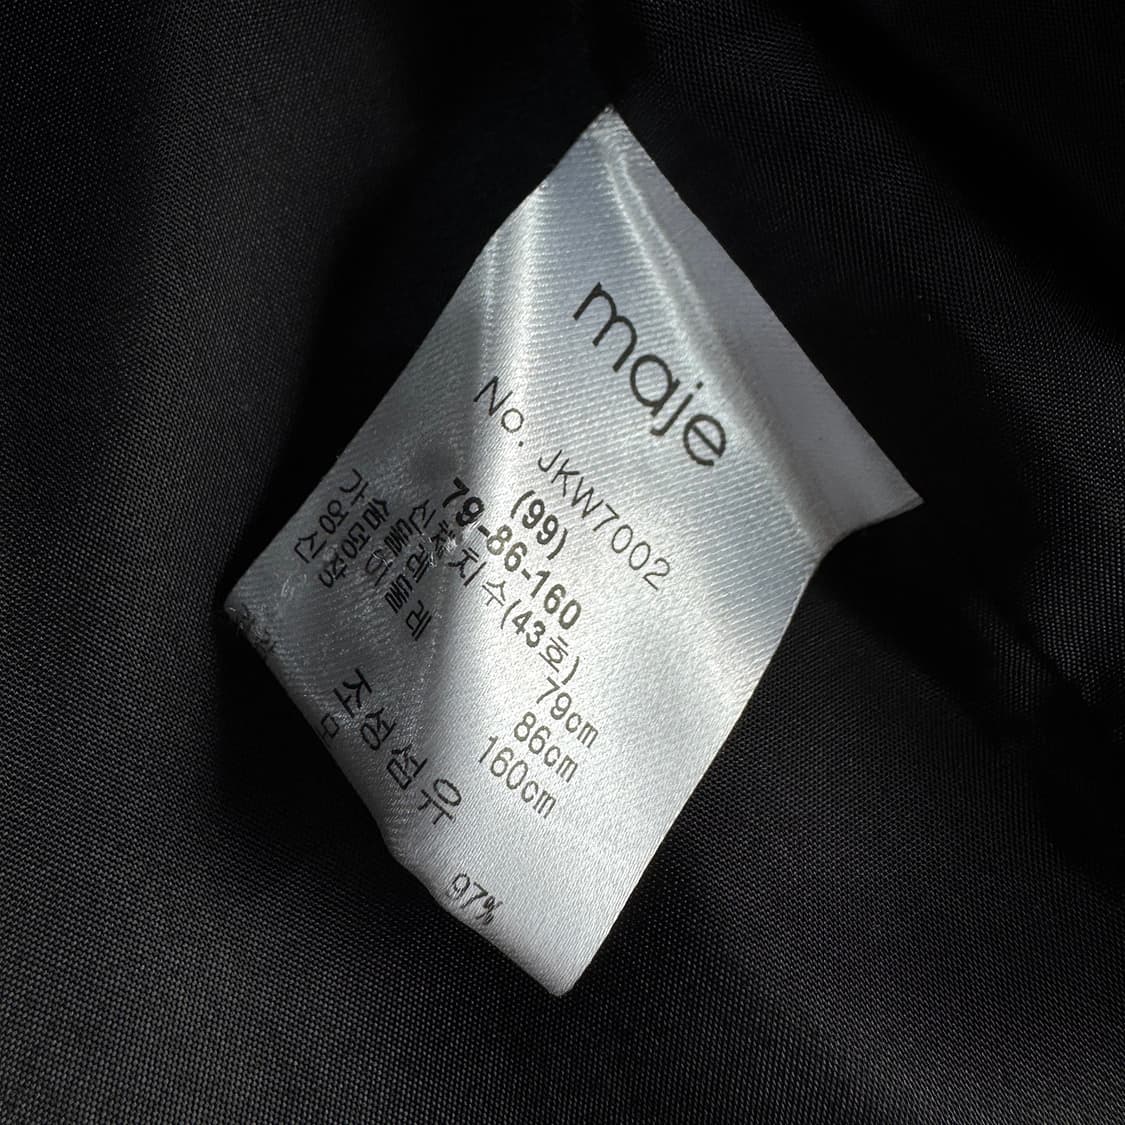 maje
No. JKW7002
(99)
79-86-160
신체치수(43호)
가슴둘레 79cm
엉덩이둘레 86cm
신장 160cm
조성섬유
모 97%